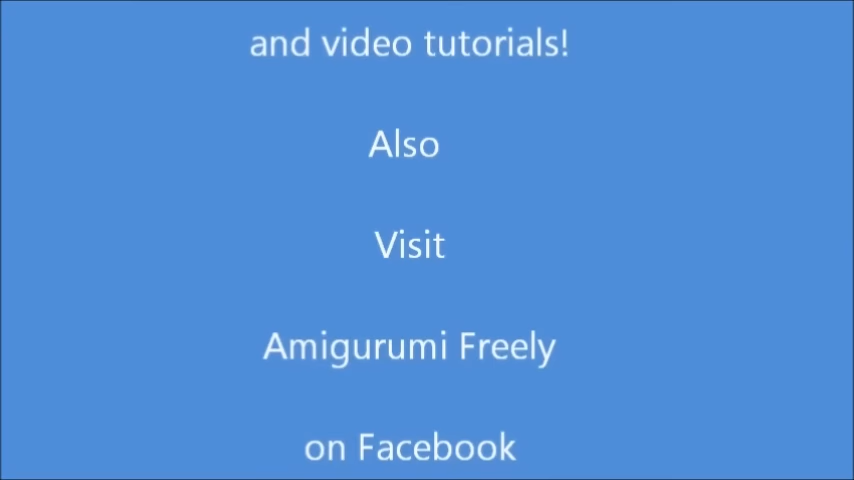 and video tutorials!
Also
Visit
Amigurumi Freely
on Facebook